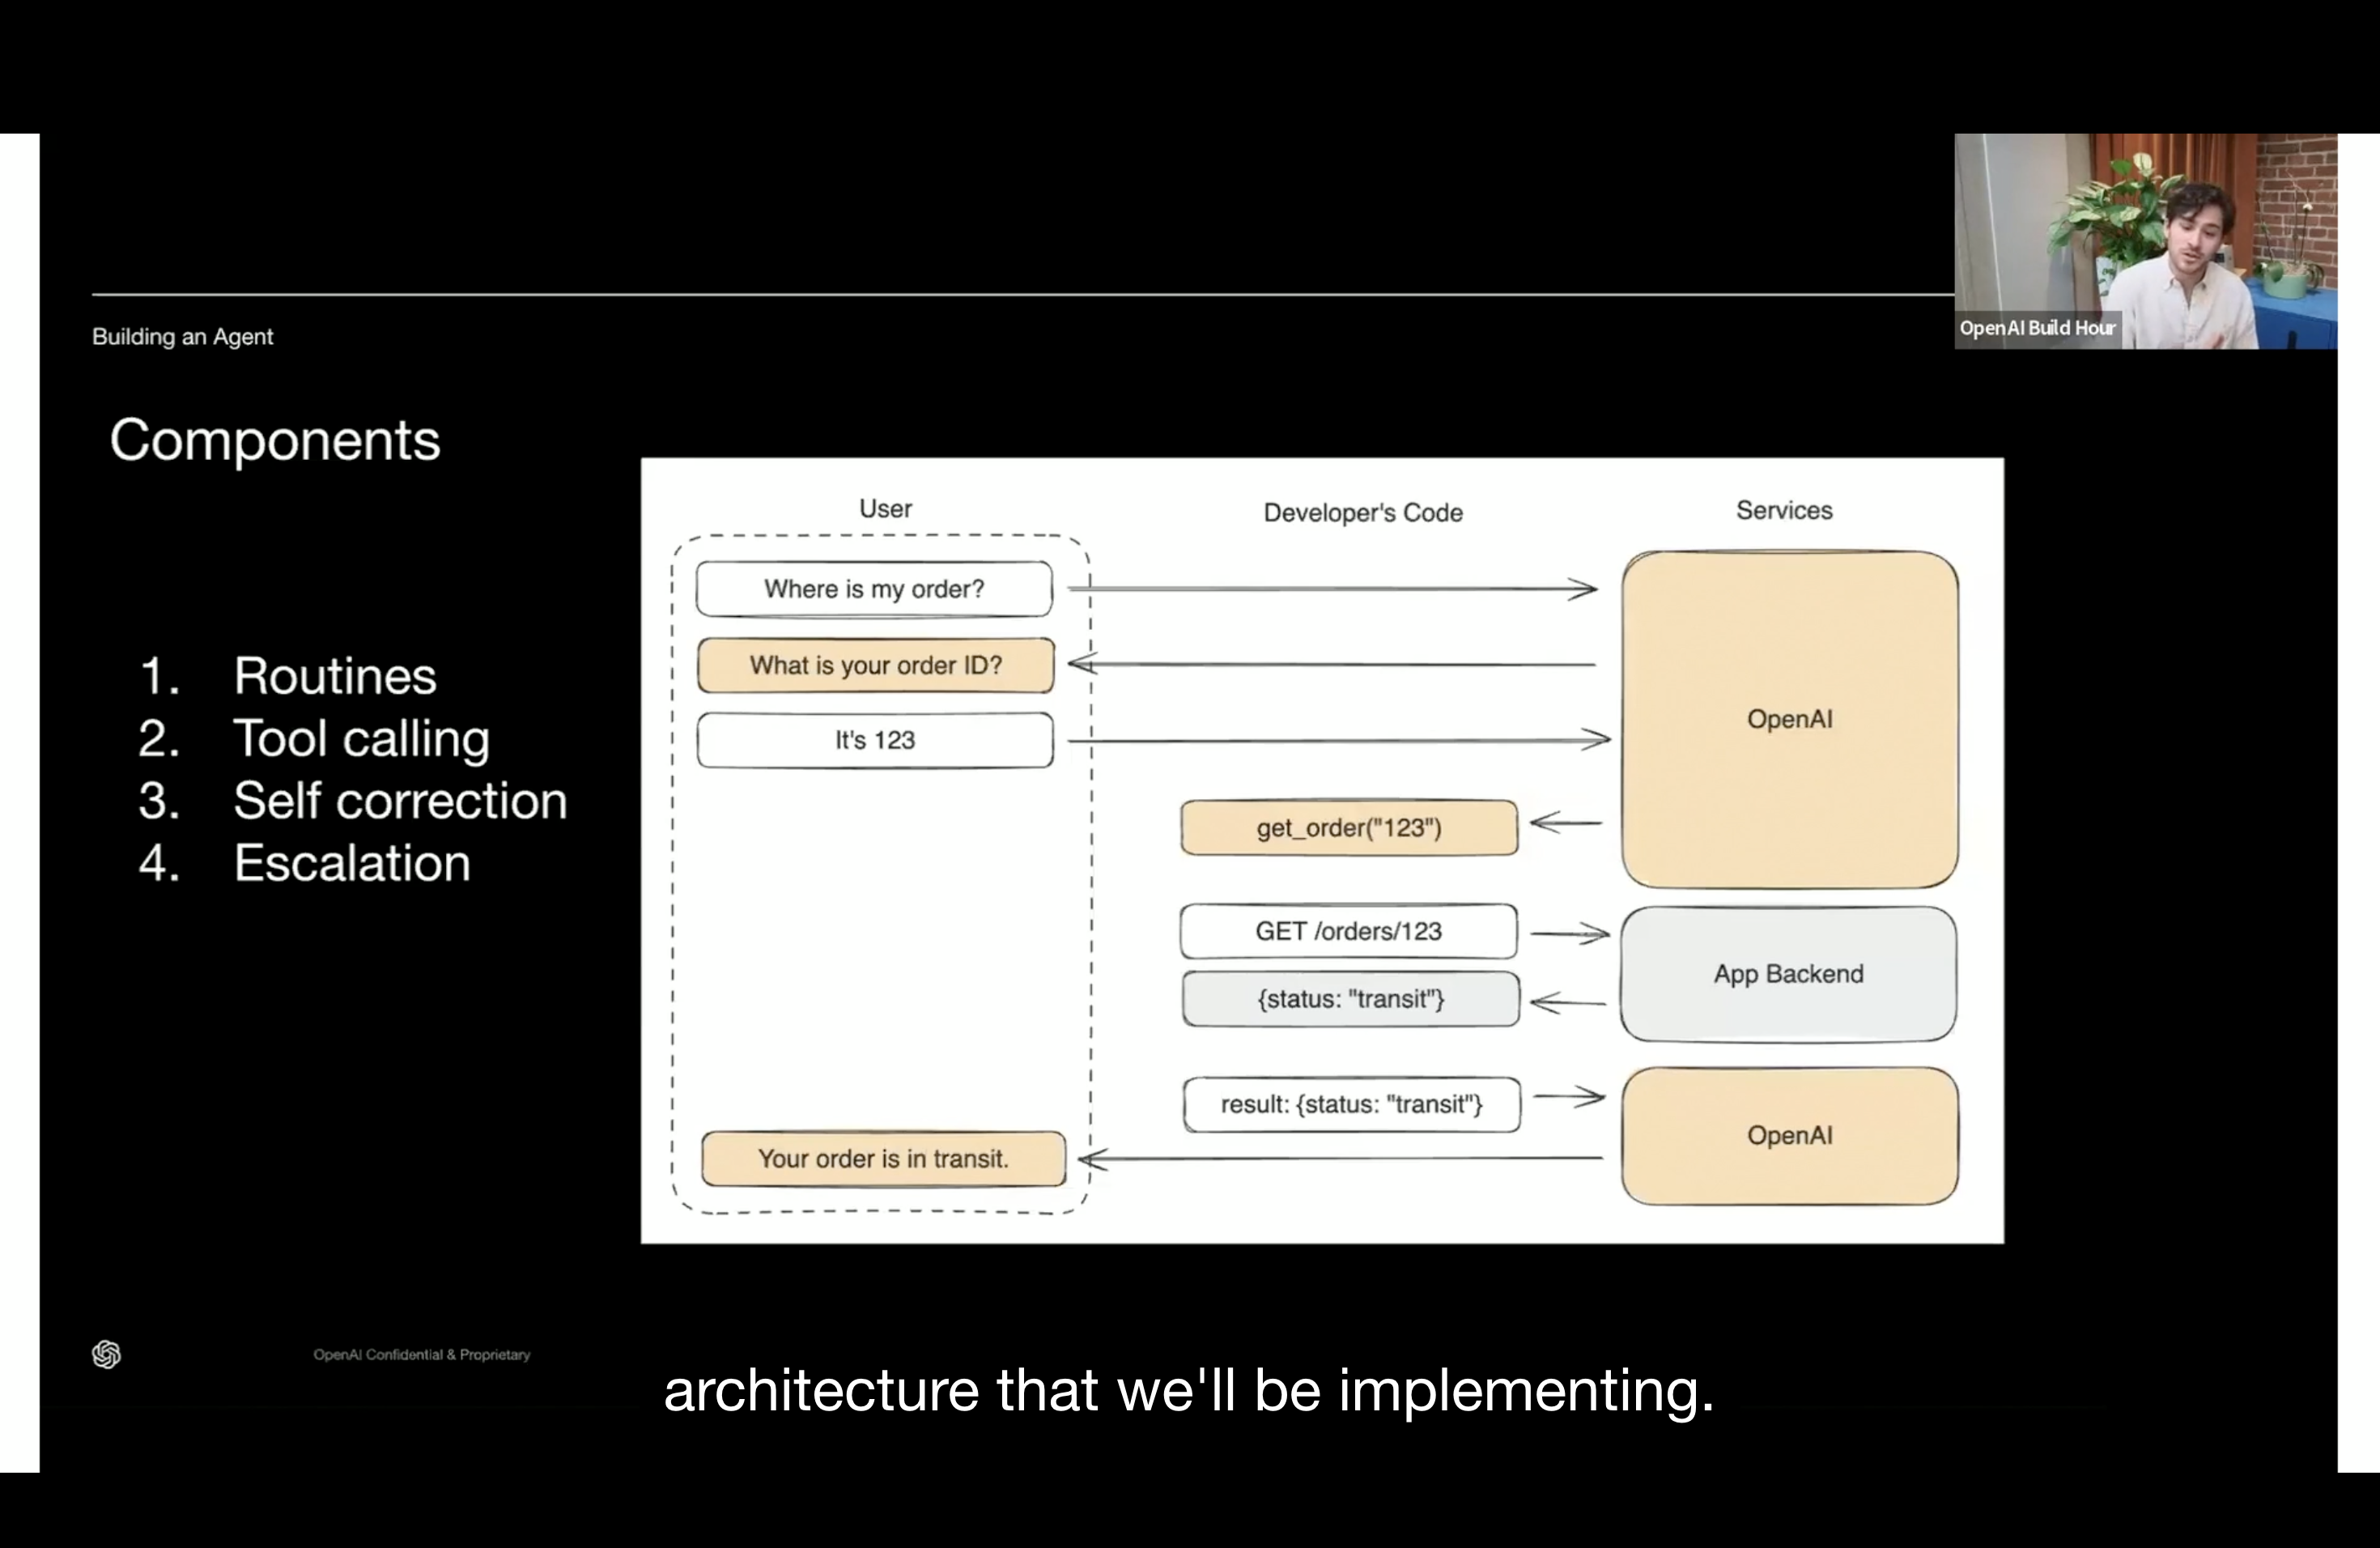 OpenAI Build Hour
Building an Agent
Components
1. Routines
2. Tool calling
3. Self correction
4. Escalation
User
Developer's Code
Services
Where is my order?
What is your order ID?
It's 123
OpenAI
get_order("123")
GET /orders/123
{status: "transit"}
App Backend
result: {status: "transit"}
OpenAI
Your order is in transit.
OpenAI Confidential & Proprietary
architecture that we'll be implementing.